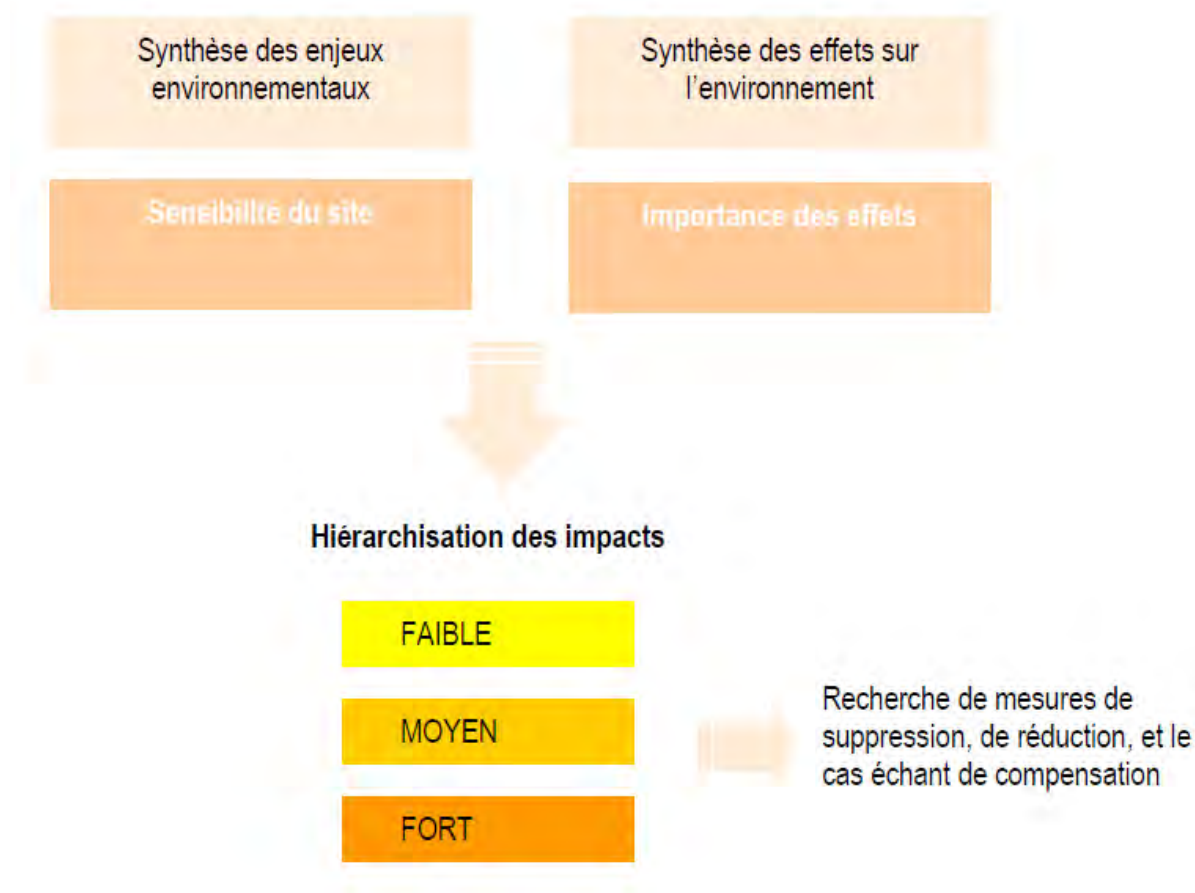 Synthèse des enjeux
environnementaux
Synthèse des effets sur
l'environnement
Sensibilité du site
Importance des effets
Hiérarchisation des impacts
FAIBLE
MOYEN
FORT
Recherche de mesures de
suppression, de réduction, et le
cas échant de compensation